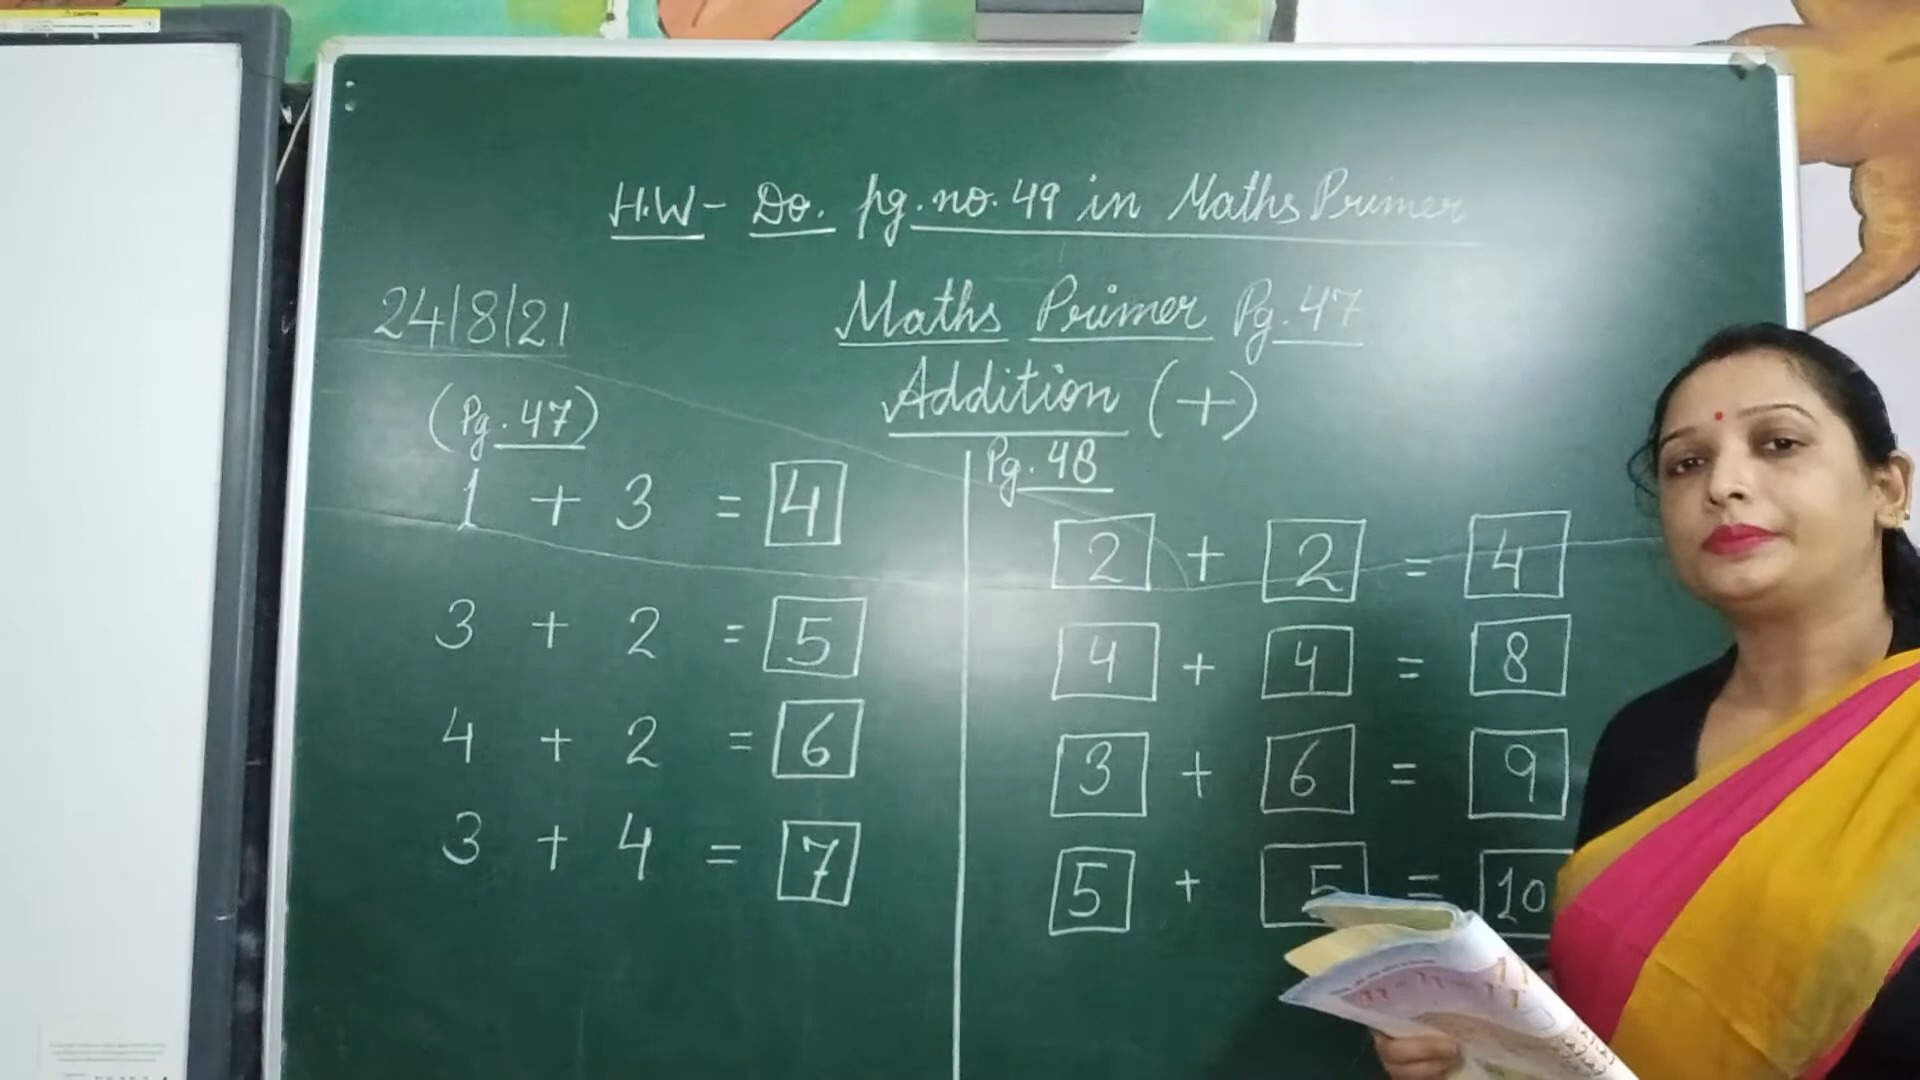 CAUTION
H.W - Do. pg. no. 49 in Maths Primer
24/8/21
Maths Primer Pg. 47
Addition (+)
(Pg. 47)
1 + 3 = 4
3 + 2 = 5
4 + 2 = 6
3 + 4 = 7
Pg. 48
2 + 2 = 4
4 + 4 = 8
3 + 6 = 9
5 + 5 = 10